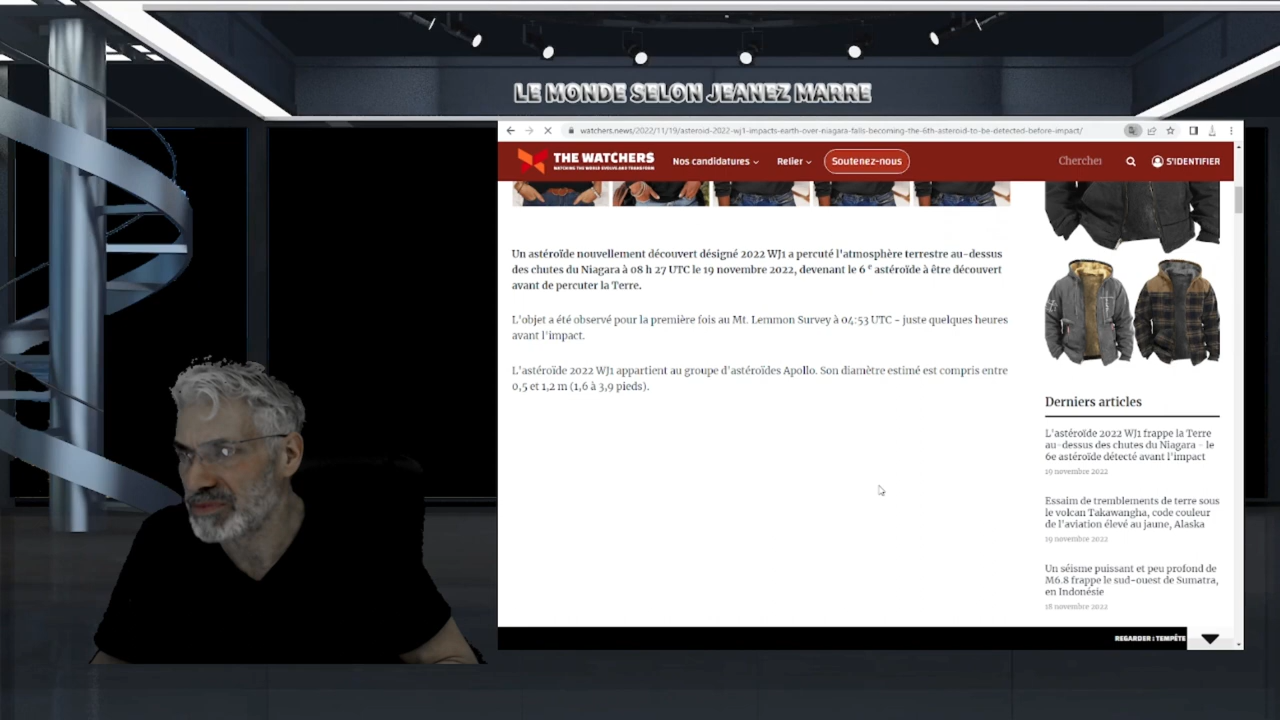 LE MONDE SELON JEANEZ MARRE
watchers.news/2022/11/19/asteroid-2022-wj1-impacts-earth-over-niagara-falls-becoming-the-6th-asteroid-to-be-detected-before-impact/
THE WATCHERS
WATCHING THE WORLD EVOLVE AND TRANSFORM
Nos candidatures
Relier
Soutenez-nous
Chercher
S'IDENTIFIER
Un astéroïde nouvellement découvert désigné 2022 WJ1 a percuté l'atmosphère terrestre au-dessus
des chutes du Niagara à 08 h 27 UTC le 19 novembre 2022, devenant le 6 e astéroïde à être découvert
avant de percuter la Terre.
L'objet a été observé pour la première fois au Mt. Lemmon Survey à 04:53 UTC - juste quelques heures
avant l'impact.
L'astéroïde 2022 WJ1 appartient au groupe d'astéroïdes Apollo. Son diamètre estimé est compris entre
0,5 et 1,2 m (1,6 à 3,9 pieds).
Derniers articles
L'astéroïde 2022 WJ1 frappe la Terre
au-dessus des chutes du Niagara - le
6e astéroïde détecté avant l'impact
19 novembre 2022
Essaim de tremblements de terre sous
le volcan Takawangha, code couleur
de l'aviation élevé au jaune, Alaska
19 novembre 2022
Un séisme puissant et peu profond de
M6.8 frappe le sud-ouest de Sumatra,
en Indonésie
18 novembre 2022
REGARDER : TEMPÊTE